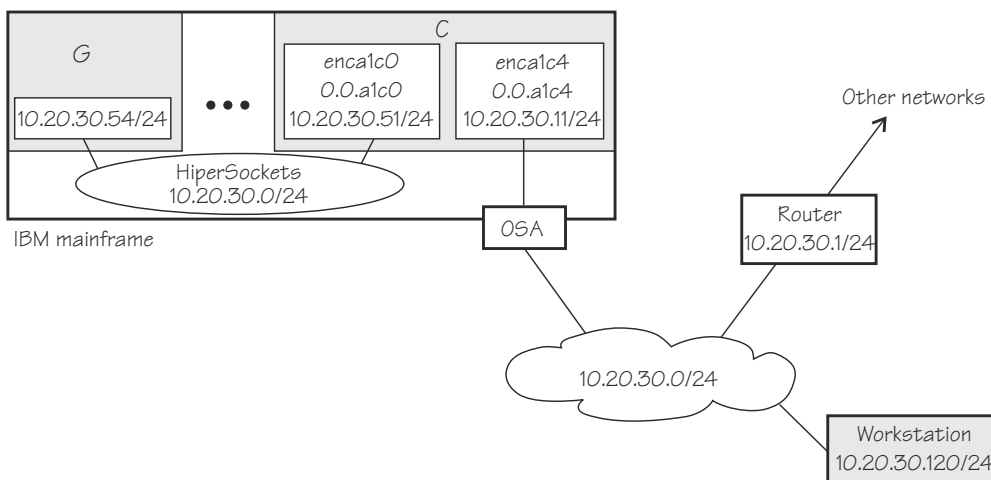 G
10.20.30.54/24
C
enca1c0
0.0.a1c0
10.20.30.51/24
enca1c4
0.0.a1c4
10.20.30.11/24
HiperSockets
10.20.30.0/24
IBM mainframe
OSA
Other networks
Router
10.20.30.1/24
10.20.30.0/24
Workstation
10.20.30.120/24